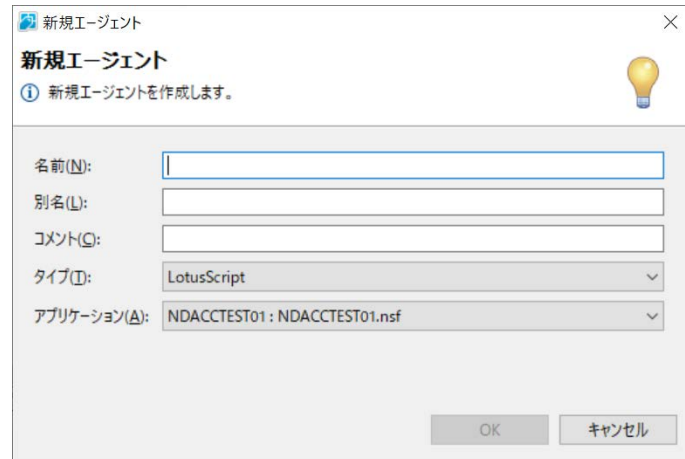 新規エージェント
新規エージェント
新規エージェントを作成します。
名前(N):
別名(L):
コメント(C):
タイプ(T): LotusScript
アプリケーション(A): NDACCTEST01 : NDACCTEST01.nsf
OK キャンセル